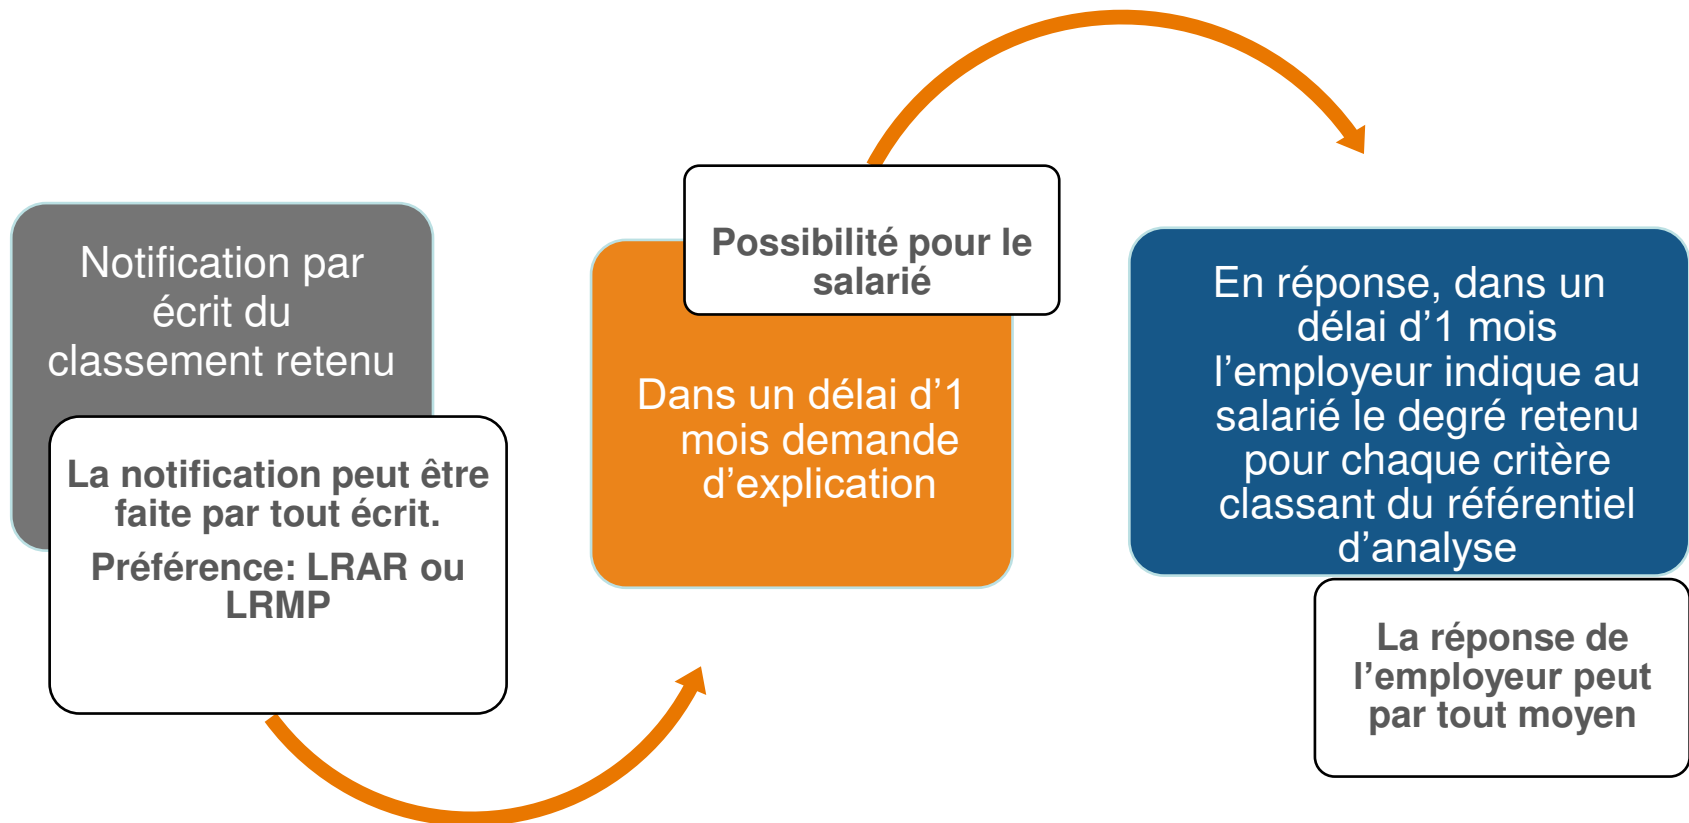 Notification par
écrit du
classement retenu
La notification peut être
faite par tout écrit.
Préférence: LRAR ou
LRMP
Possibilité pour le
salarié
Dans un délai d’1
mois demande
d’explication
En réponse, dans un
délai d’1 mois
l’employeur indique au
salarié le degré retenu
pour chaque critère
classant du référentiel
d’analyse
La réponse de
l’employeur peut
par tout moyen